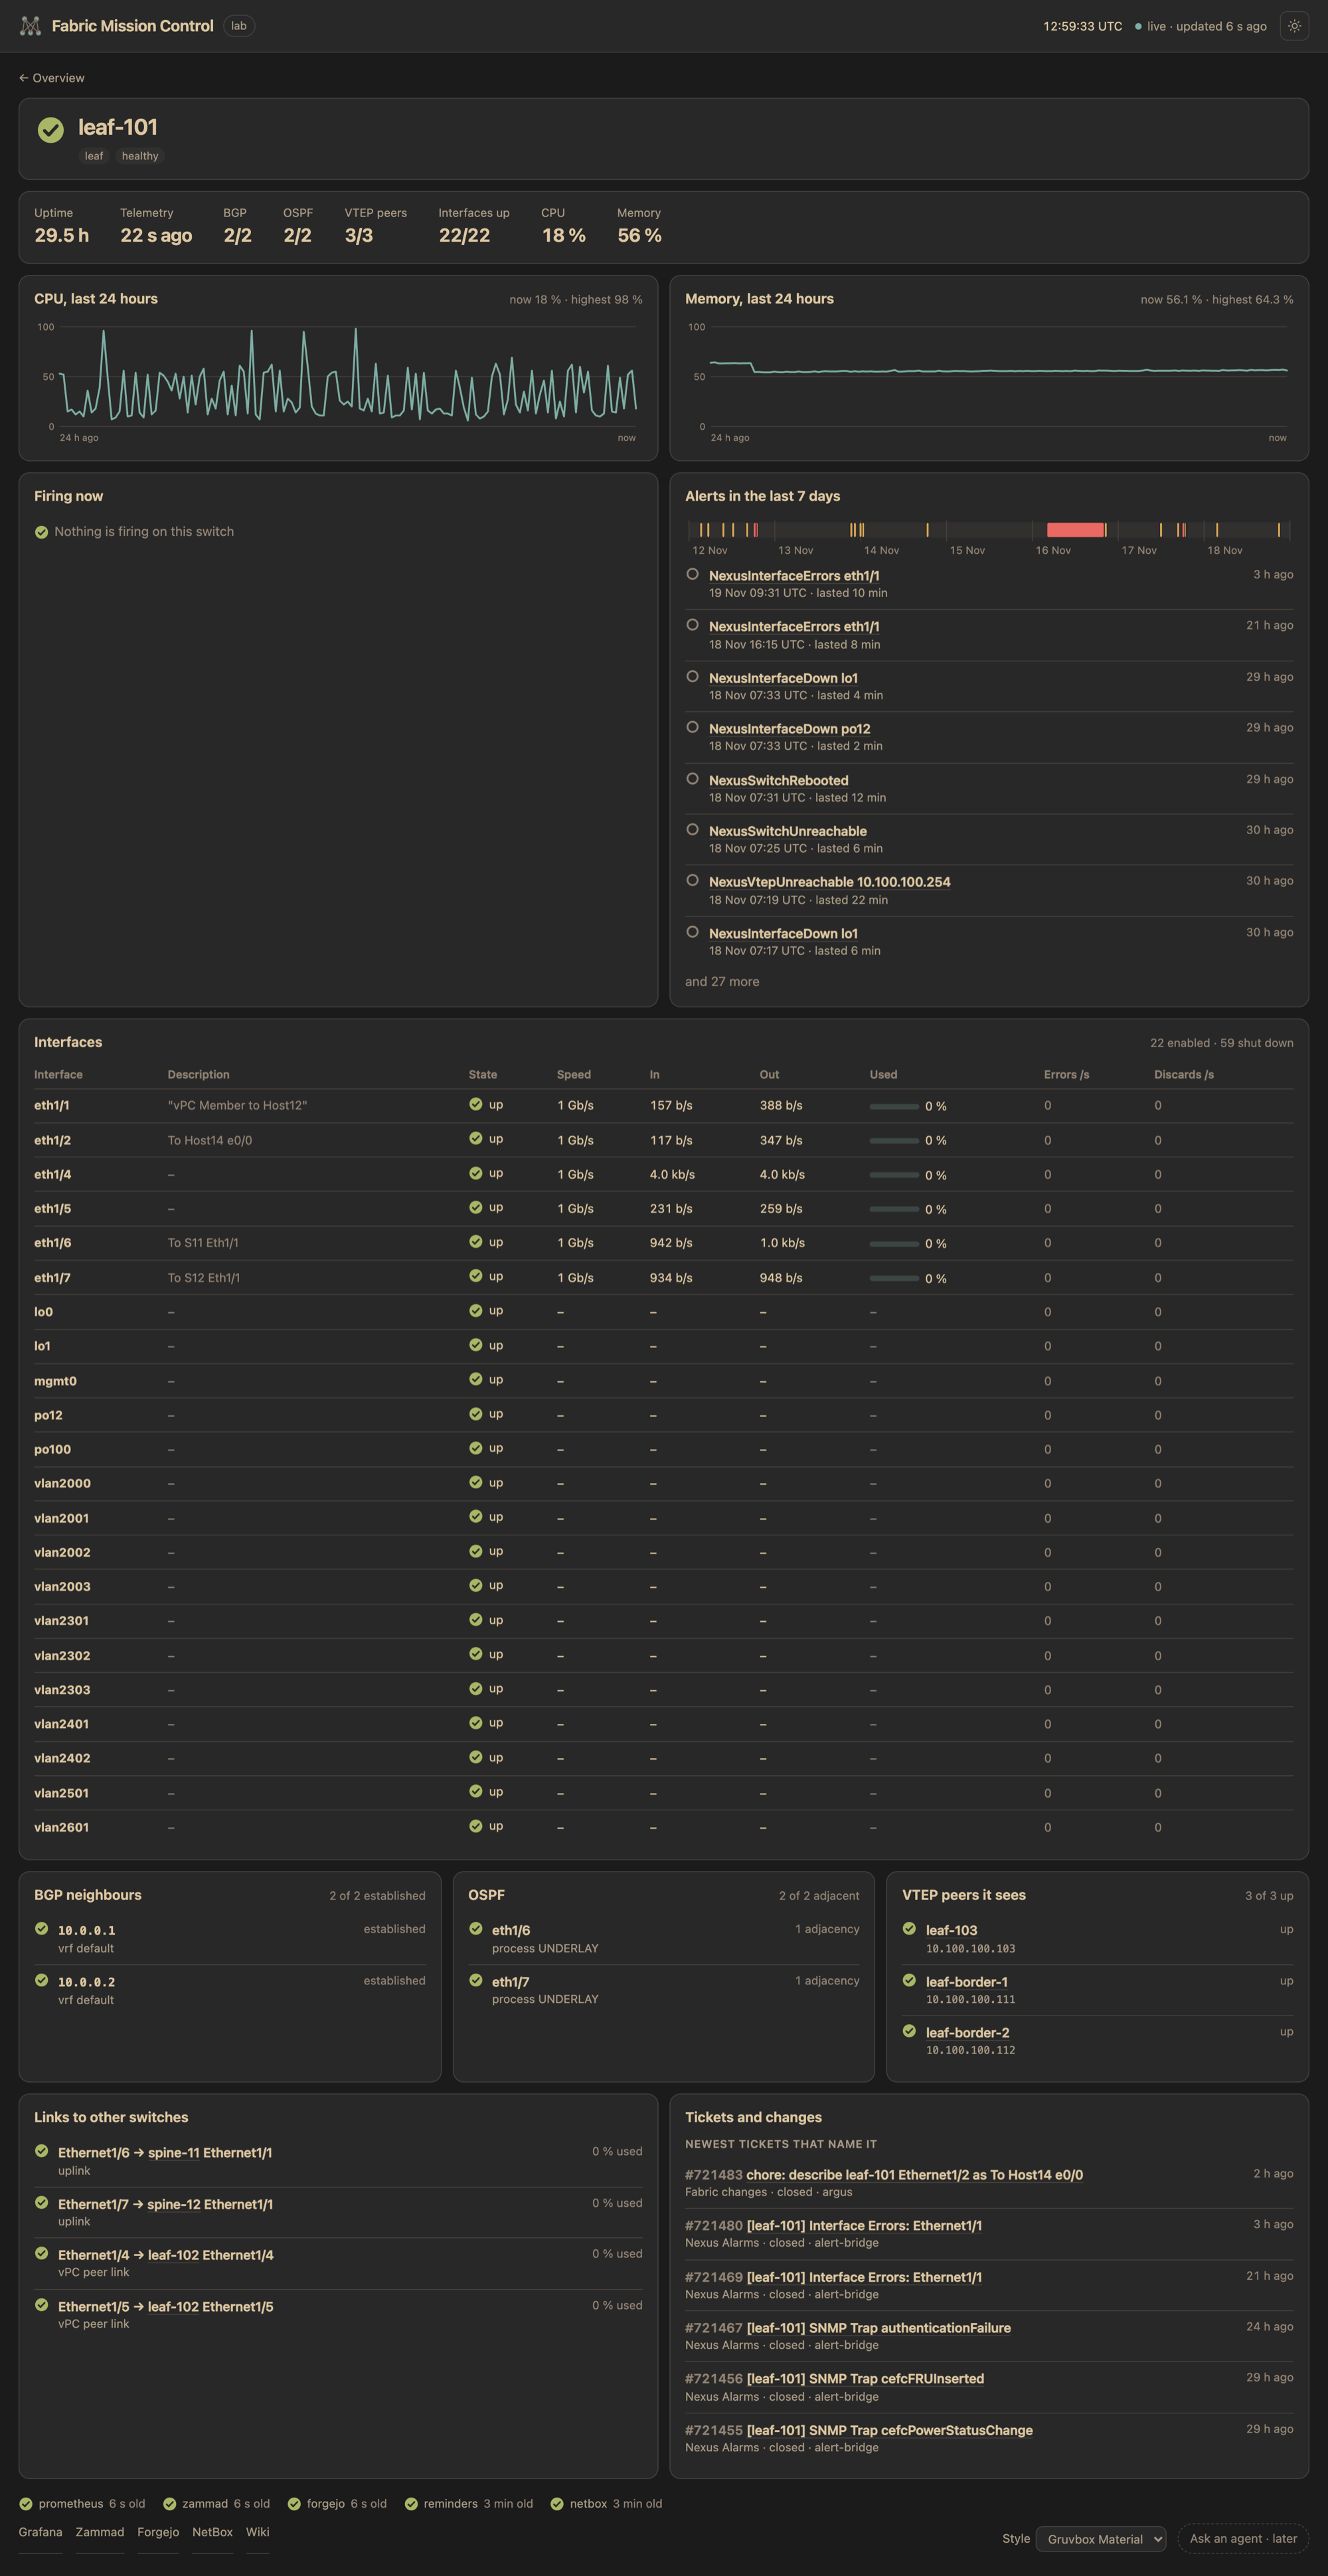 Fabric Mission Control lab
12:59:33 UTC live · updated 6 s ago
← Overview
leaf-101
leaf healthy
Uptime Telemetry BGP OSPF VTEP peers Interfaces up CPU Memory
29.5 h 22 s ago 2/2 2/2 3/3 22/22 18 % 56 %
CPU, last 24 hours now 18 % · highest 98 %
100
50
0
24 h ago now
Memory, last 24 hours now 56.1 % · highest 64.3 %
100
50
0
24 h ago now
Firing now
Nothing is firing on this switch
Alerts in the last 7 days
12 Nov 13 Nov 14 Nov 15 Nov 16 Nov 17 Nov 18 Nov
NexusInterfaceErrors eth1/1 3 h ago
19 Nov 09:31 UTC · lasted 10 min
NexusInterfaceErrors eth1/1 21 h ago
18 Nov 16:15 UTC · lasted 8 min
NexusInterfaceDown lo1 29 h ago
18 Nov 07:33 UTC · lasted 4 min
NexusInterfaceDown po12 29 h ago
18 Nov 07:33 UTC · lasted 2 min
NexusSwitchRebooted 29 h ago
18 Nov 07:31 UTC · lasted 12 min
NexusSwitchUnreachable 30 h ago
18 Nov 07:25 UTC · lasted 6 min
NexusVtepUnreachable 10.100.100.254 30 h ago
18 Nov 07:19 UTC · lasted 22 min
NexusInterfaceDown lo1 30 h ago
18 Nov 07:17 UTC · lasted 6 min
and 27 more
Interfaces 22 enabled · 59 shut down
Interface Description State Speed In Out Used Errors /s Discards /s
eth1/1 "vPC Member to Host12" up 1 Gb/s 157 b/s 388 b/s 0 % 0 0
eth1/2 To Host14 e0/0 up 1 Gb/s 117 b/s 347 b/s 0 % 0 0
eth1/4 – up 1 Gb/s 4.0 kb/s 4.0 kb/s 0 % 0 0
eth1/5 – up 1 Gb/s 231 b/s 259 b/s 0 % 0 0
eth1/6 To S11 Eth1/1 up 1 Gb/s 942 b/s 1.0 kb/s 0 % 0 0
eth1/7 To S12 Eth1/1 up 1 Gb/s 934 b/s 948 b/s 0 % 0 0
lo0 – up – – – – 0 0
lo1 – up – – – – 0 0
mgmt0 – up – – – – 0 0
po12 – up – – – – 0 0
po100 – up – – – – 0 0
vlan2000 – up – – – – 0 0
vlan2001 – up – – – – 0 0
vlan2002 – up – – – – 0 0
vlan2003 – up – – – – 0 0
vlan2301 – up – – – – 0 0
vlan2302 – up – – – – 0 0
vlan2303 – up – – – – 0 0
vlan2401 – up – – – – 0 0
vlan2402 – up – – – – 0 0
vlan2501 – up – – – – 0 0
vlan2601 – up – – – – 0 0
BGP neighbours 2 of 2 established
10.0.0.1 established
vrf default
10.0.0.2 established
vrf default
OSPF 2 of 2 adjacent
eth1/6 1 adjacency
process UNDERLAY
eth1/7 1 adjacency
process UNDERLAY
VTEP peers it sees 3 of 3 up
leaf-103 up
10.100.100.103
leaf-border-1 up
10.100.100.111
leaf-border-2 up
10.100.100.112
Links to other switches
Ethernet1/6 → spine-11 Ethernet1/1 0 % used
uplink
Ethernet1/7 → spine-12 Ethernet1/1 0 % used
uplink
Ethernet1/4 → leaf-102 Ethernet1/4 0 % used
vPC peer link
Ethernet1/5 → leaf-102 Ethernet1/5 0 % used
vPC peer link
Tickets and changes
NEWEST TICKETS THAT NAME IT
#721483 chore: describe leaf-101 Ethernet1/2 as To Host14 e0/0 2 h ago
Fabric changes · closed · argus
#721480 [leaf-101] Interface Errors: Ethernet1/1 3 h ago
Nexus Alarms · closed · alert-bridge
#721469 [leaf-101] Interface Errors: Ethernet1/1 21 h ago
Nexus Alarms · closed · alert-bridge
#721467 [leaf-101] SNMP Trap authenticationFailure 24 h ago
Nexus Alarms · closed · alert-bridge
#721456 [leaf-101] SNMP Trap cefcFRUInserted 29 h ago
Nexus Alarms · closed · alert-bridge
#721455 [leaf-101] SNMP Trap cefcPowerStatusChange 29 h ago
Nexus Alarms · closed · alert-bridge
prometheus 6 s old zammad 6 s old forgejo 6 s old reminders 3 min old netbox 3 min old
Grafana Zammad Forgejo NetBox Wiki
Style Gruvbox Material Ask an agent · later